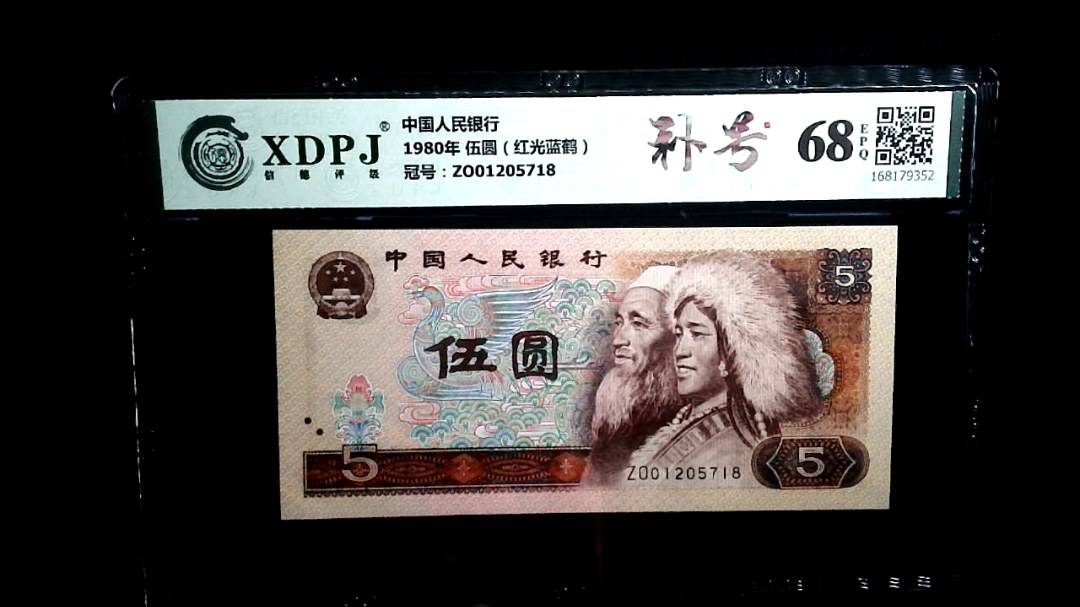 XDPJ®
信德评级
中国人民银行
1980年 伍圆（红光蓝鹤）
冠号：ZO01205718
补号
68
EPQ
168179352
中国人民银行
5
伍圆
5
ZO01205718
5